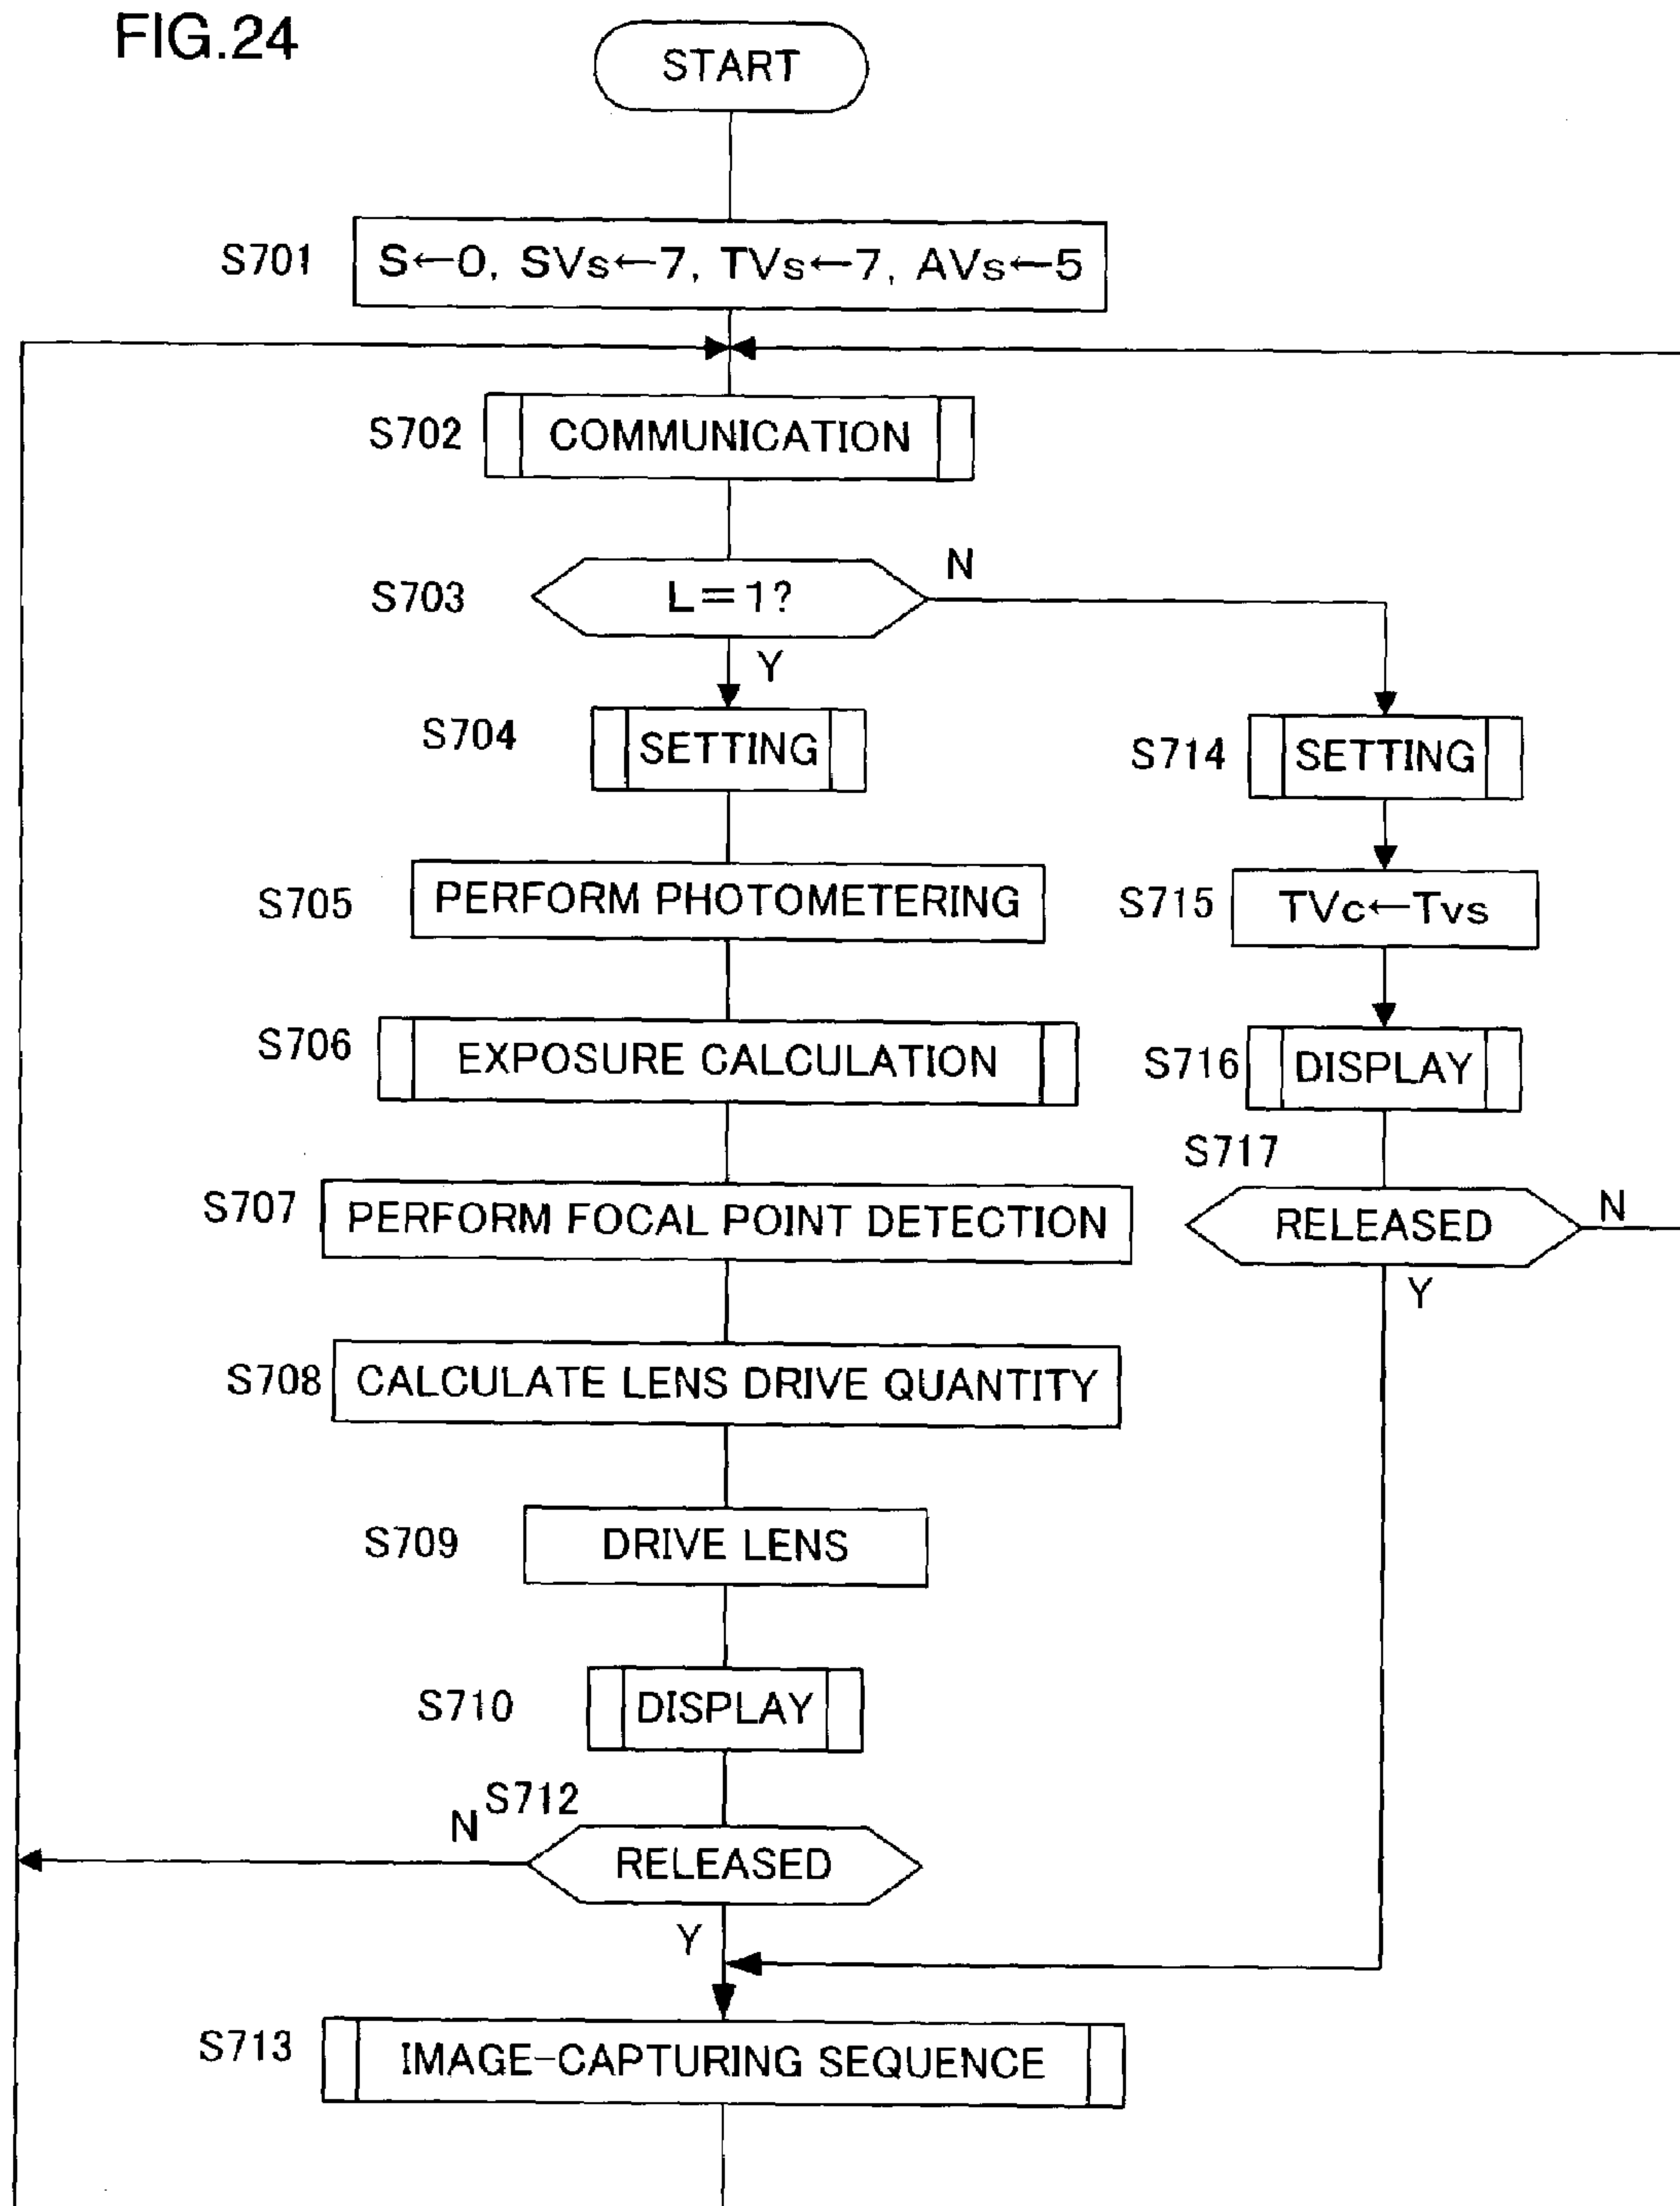 FIG.24
START
S701 S←0, SVs←7, TVs←7, AVs←5
S702 COMMUNICATION
S703 L=1? N
Y
S704 SETTING
S705 PERFORM PHOTOMETERING
S706 EXPOSURE CALCULATION
S707 PERFORM FOCAL POINT DETECTION
S708 CALCULATE LENS DRIVE QUANTITY
S709 DRIVE LENS
S710 DISPLAY
S712
N RELEASED
Y
S713 IMAGE-CAPTURING SEQUENCE
S714 SETTING
S715 TVc←Tvs
S716 DISPLAY
S717
RELEASED N
Y